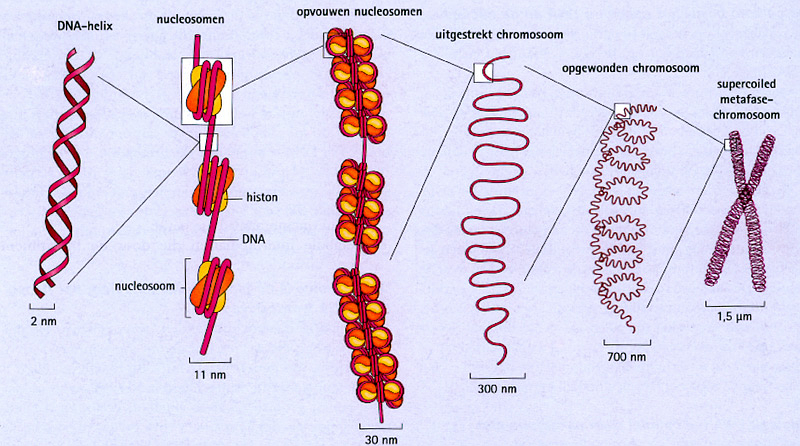 DNA-helix
nucleosomen
opvouwen nucleosomen
uitgestrekt chromosoom
opgewonden chromosoom
supercoiled
metafase-
chromosoom
histon
DNA
nucleosoom
2 nm
11 nm
30 nm
300 nm
700 nm
1,5 µm